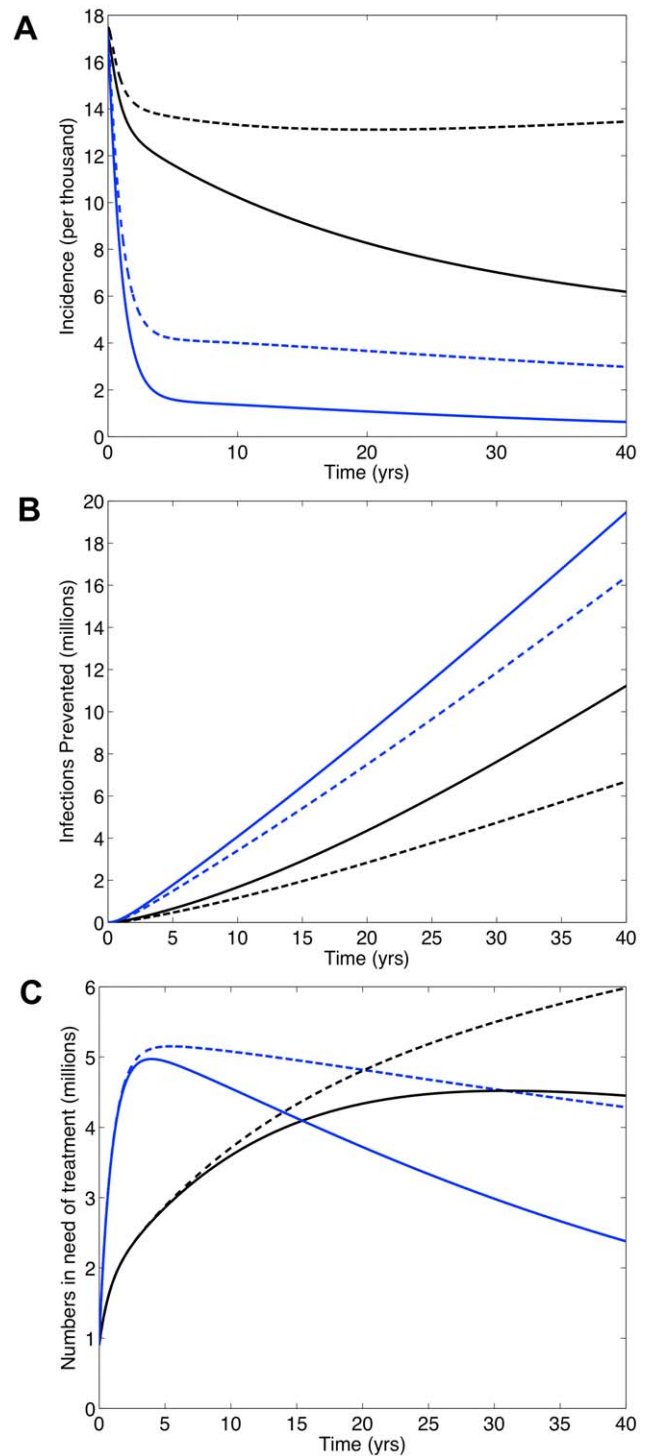 A
18
16
14
12
10
8
6
4
2
0
Incidence (per thousand)
0 10 20 30 40
Time (yrs)
B
20
18
16
14
12
10
8
6
4
2
0
Infections Prevented (millions)
0 5 10 15 20 25 30 35 40
Time (yrs)
C
6
5
4
3
2
1
0
Numbers in need of treatment (millions)
0 5 10 15 20 25 30 35 40
Time (yrs)